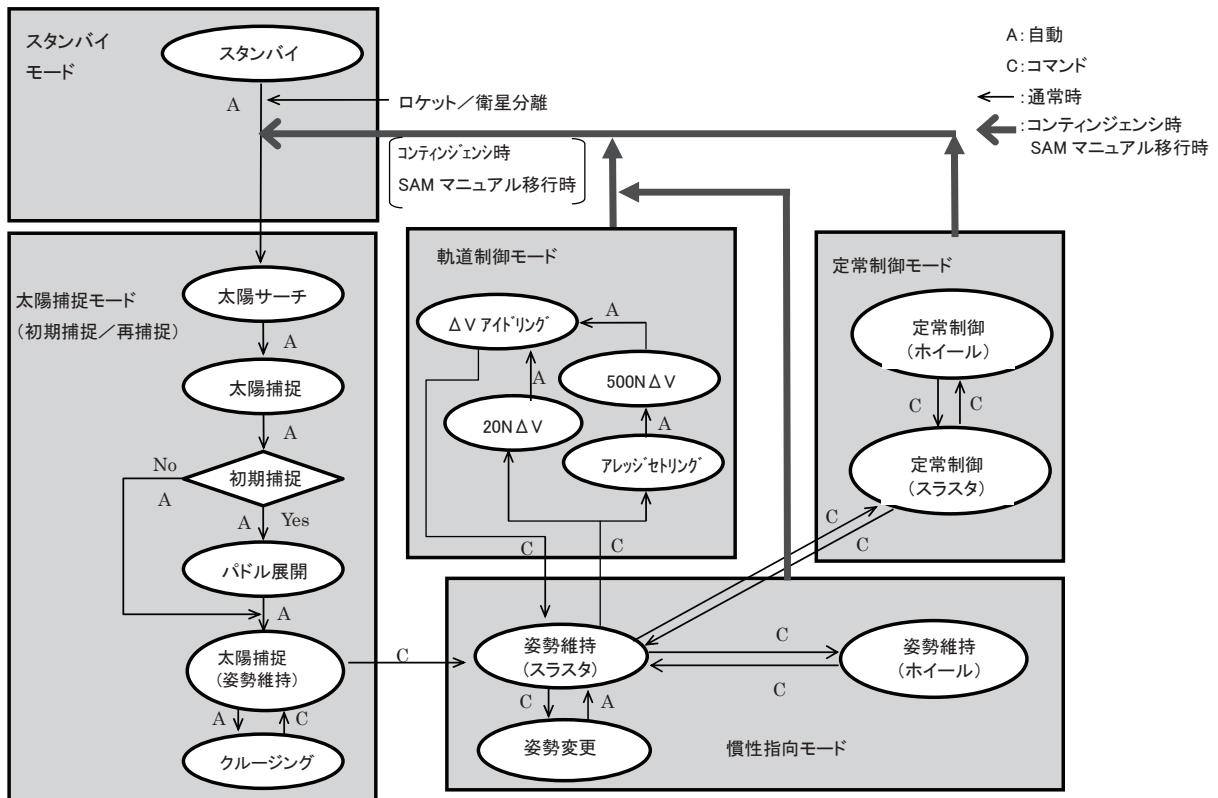 スタンバイ
モード
スタンバイ
A
ロケット／衛星分離
A：自動
C：コマンド
：通常時
：コンティンジェンシ時
SAM マニュアル移行時
コンティンジェンシ時
SAM マニュアル移行時
太陽捕捉モード
（初期捕捉／再捕捉）
太陽サーチ
A
太陽捕捉
A
初期捕捉
No
A
A
Yes
パドル展開
A
太陽捕捉
（姿勢維持）
A
C
クルージング
C
軌道制御モード
ΔV アイドリング
A
A
500NΔV
20NΔV
A
アレッジセトリング
C
C
定常制御モード
定常制御
（ホイール）
C
C
定常制御
（スラスタ）
C
C
姿勢維持
（スラスタ）
C
C
姿勢維持
（ホイール）
C
A
姿勢変更
慣性指向モード